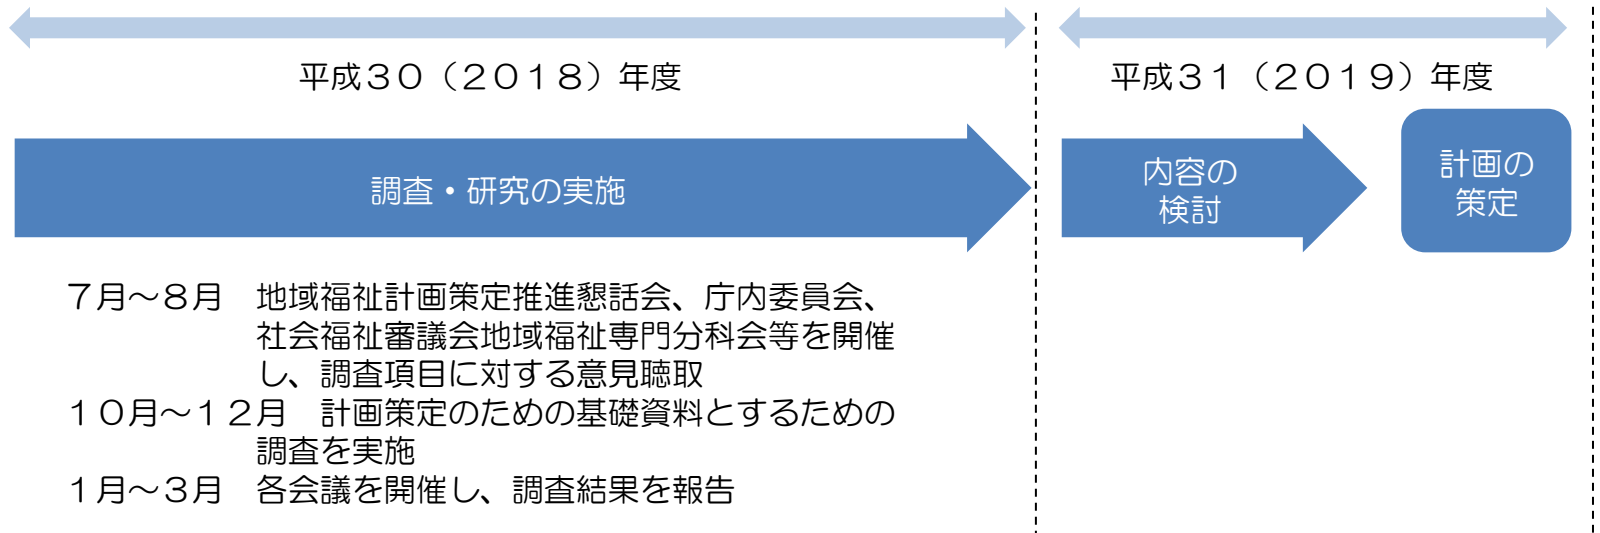 平成３０（２０１８）年度
平成３１（２０１９）年度
調査・研究の実施
内容の
検討
計画の
策定
７月～８月　地域福祉計画策定推進懇話会、庁内委員会、
社会福祉審議会地域福祉専門分科会等を開催
し、調査項目に対する意見聴取
１０月～１２月　計画策定のための基礎資料とするための
調査を実施
１月～３月　各会議を開催し、調査結果を報告